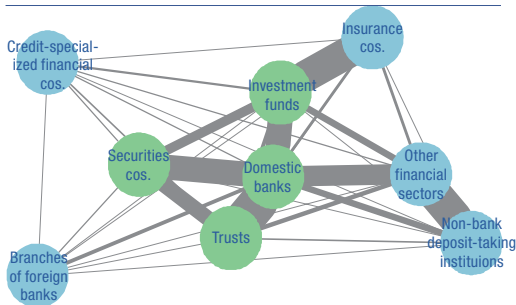 Insurance
cos.
Credit-special-
ized financial
cos.
Investment
funds
Securities
cos.
Domestic
banks
Other
financial
sectors
Trusts
Non-bank
deposit-taking
instituions
Branches
of foreign
banks